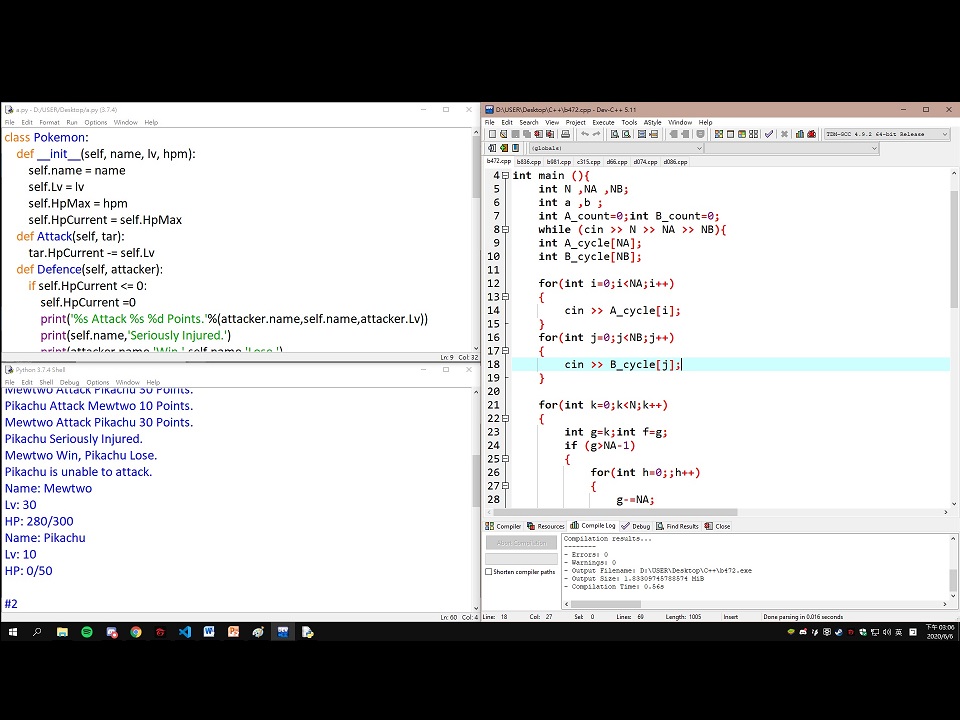 a.py - D:/USER/Desktop/a.py (3.7.4)
File Edit Format Run Options Window Help
class Pokemon:
def __init__(self, name, lv, hpm):
self.name = name
self.Lv = lv
self.HpMax = hpm
self.HpCurrent = self.HpMax
def Attack(self, tar):
tar.HpCurrent -= self.Lv
def Defence(self, attacker):
if self.HpCurrent <= 0:
self.HpCurrent =0
print('%s Attack %s %d Points.'%(attacker.name,self.name,attacker.Lv))
print(self.name,'Seriously Injured.')
print(attacker.name,'Win,',self.name,'Lose.')
Ln: 9 Col: 32
Python 3.7.4 Shell
File Edit Shell Debug Options Window Help
Mewtwo Attack Pikachu 30 Points.
Pikachu Attack Mewtwo 10 Points.
Mewtwo Attack Pikachu 30 Points.
Pikachu Seriously Injured.
Mewtwo Win, Pikachu Lose.
Pikachu is unable to attack.
Name: Mewtwo
Lv: 30
HP: 280/300
Name: Pikachu
Lv: 10
HP: 0/50
#2
Ln: 60 Col: 4
D:\USER\Desktop\C++\b472.cpp - Dev-C++ 5.11
File Edit Search View Project Execute Tools AStyle Window Help
TDM-GCC 4.9.2 64-bit Release
(globals)
b472.cpp b836.cpp b981.cpp c315.cpp d66.cpp d074.cpp d086.cpp
4 int main (){
5 int N ,NA ,NB;
6 int a ,b ;
7 int A_count=0;int B_count=0;
8 while (cin >> N >> NA >> NB){
9 int A_cycle[NA];
10 int B_cycle[NB];
11
12 for(int i=0;i<NA;i++)
13 {
14 cin >> A_cycle[i];
15 }
16 for(int j=0;j<NB;j++)
17 {
18 cin >> B_cycle[j];
19 }
20
21 for(int k=0;k<N;k++)
22 {
23 int g=k;int f=g;
24 if (g>NA-1)
25 {
26 for(int h=0;;h++)
27 {
28 g-=NA;
Compiler Resources Compile Log Debug Find Results Close
Abort Compilation
Shorten compiler paths
Compilation results...
--------
- Errors: 0
- Warnings: 0
- Output Filename: D:\USER\Desktop\C++\b472.exe
- Output Size: 1.83309745788574 MiB
- Compilation Time: 0.56s
Line: 18 Col: 27 Sel: 0 Lines: 69 Length: 1005 Insert Done parsing in 0.016 seconds
英
下午 03:06
2020/6/6